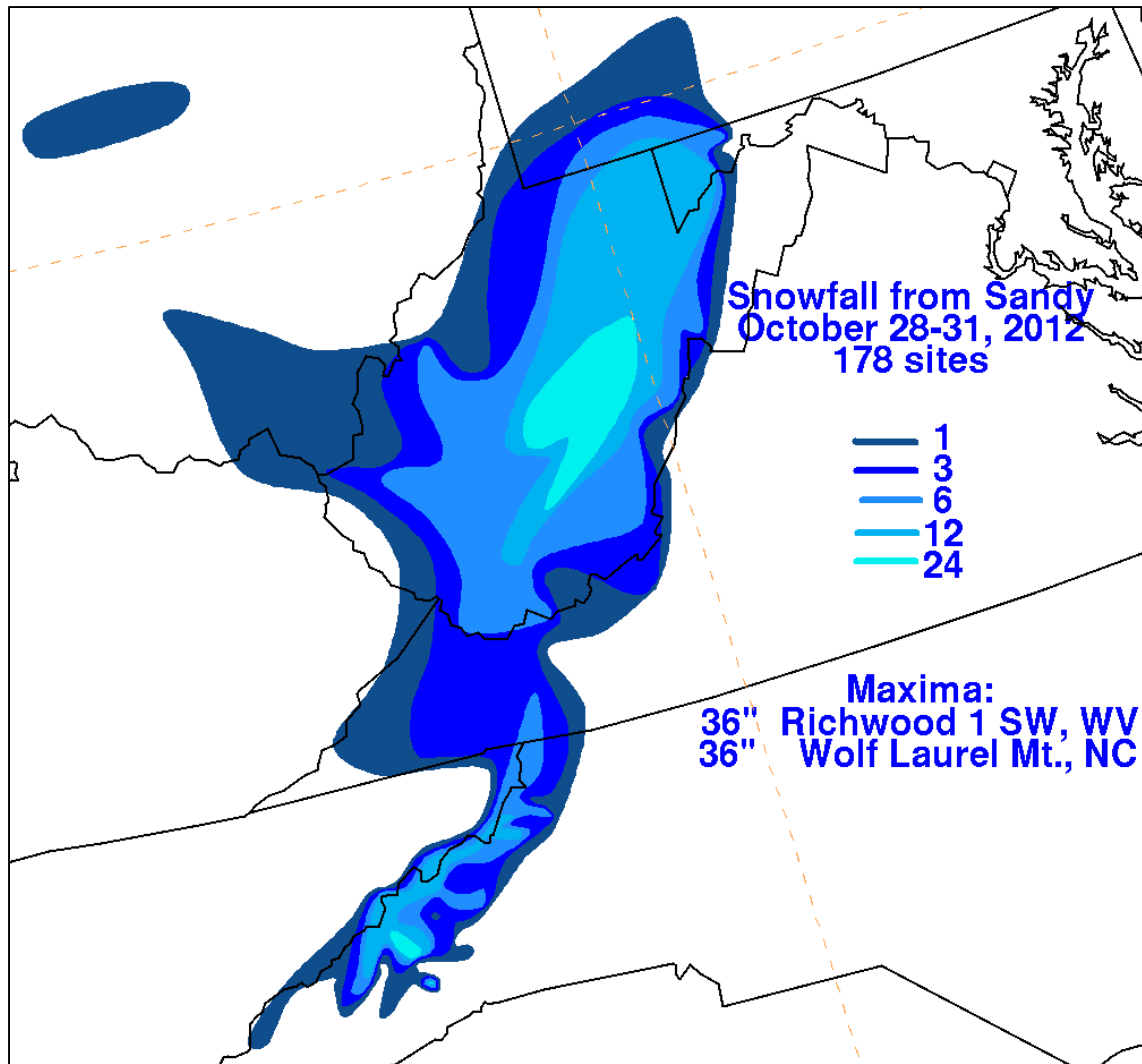 Snowfall from Sandy
October 28-31, 2012
178 sites
1
3
6
12
24
Maxima:
36" Richwood 1 SW, WV
36" Wolf Laurel Mt., NC